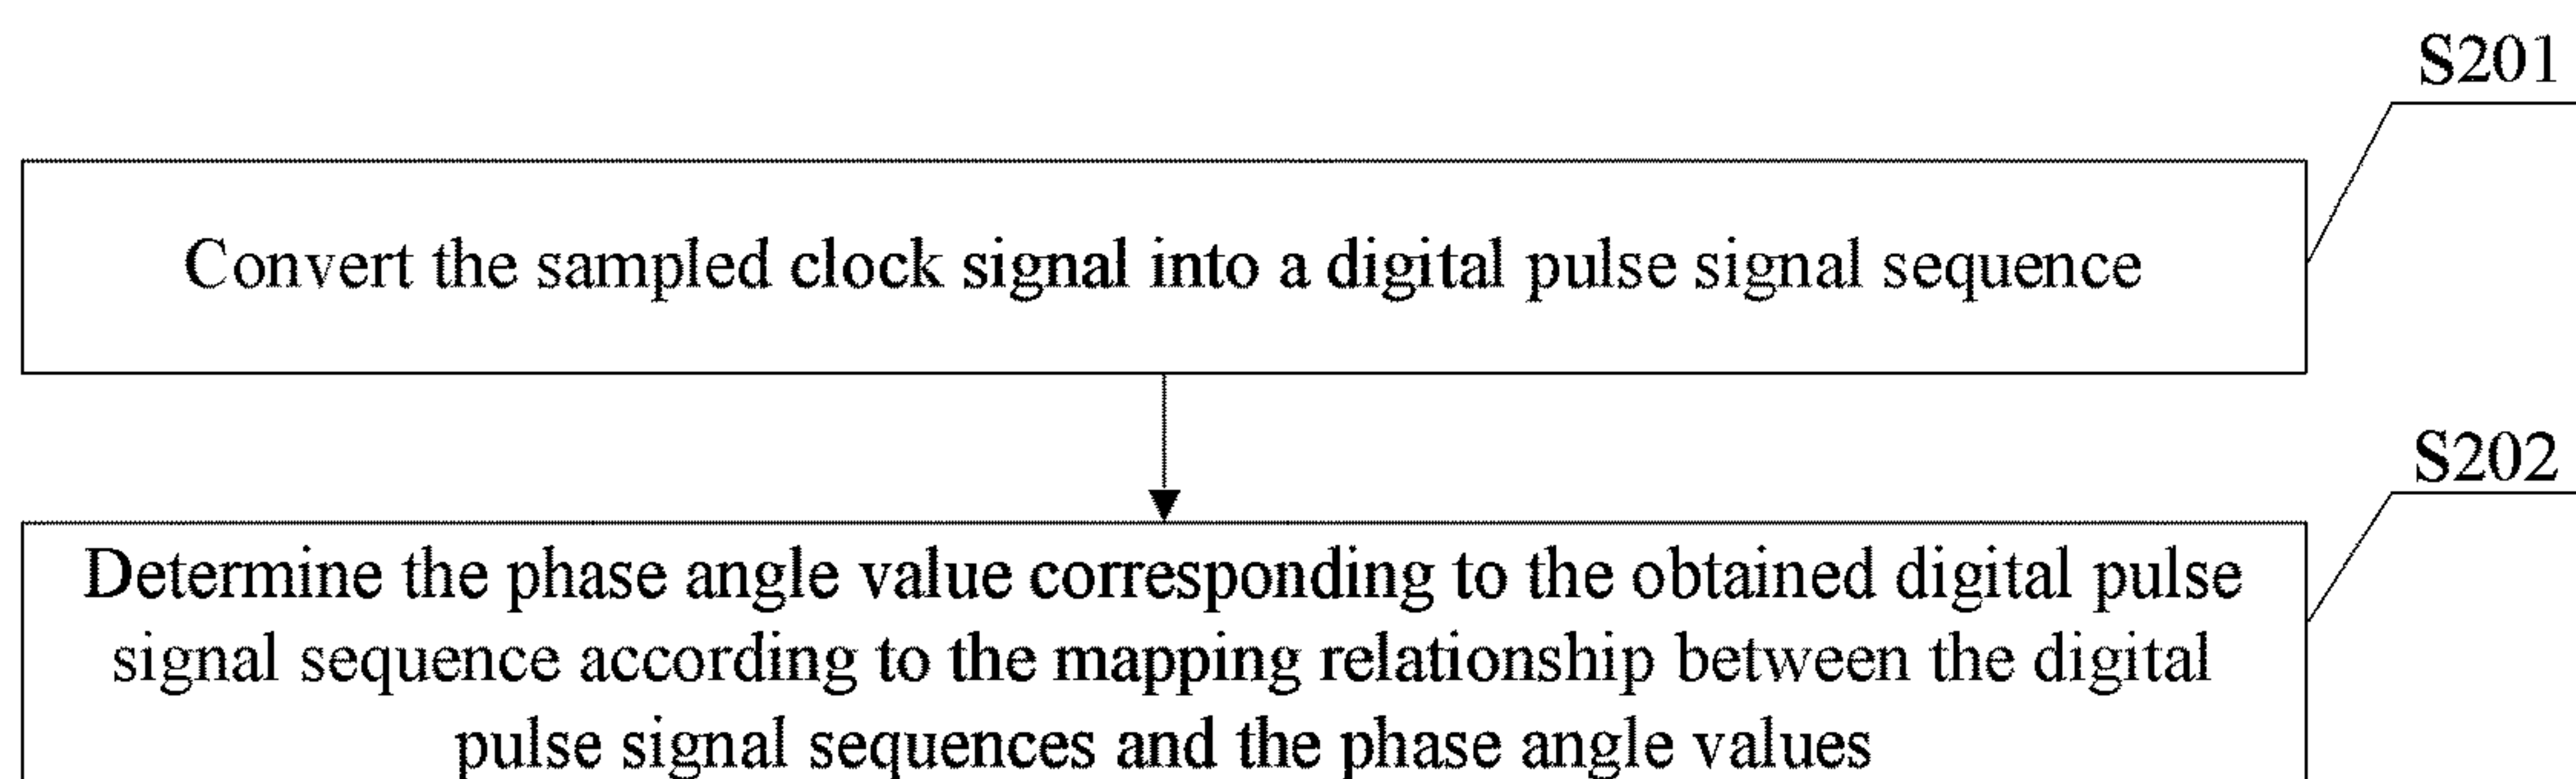 S201
Convert the sampled clock signal into a digital pulse signal sequence
S202
Determine the phase angle value corresponding to the obtained digital pulse
signal sequence according to the mapping relationship between the digital
pulse signal sequences and the phase angle values